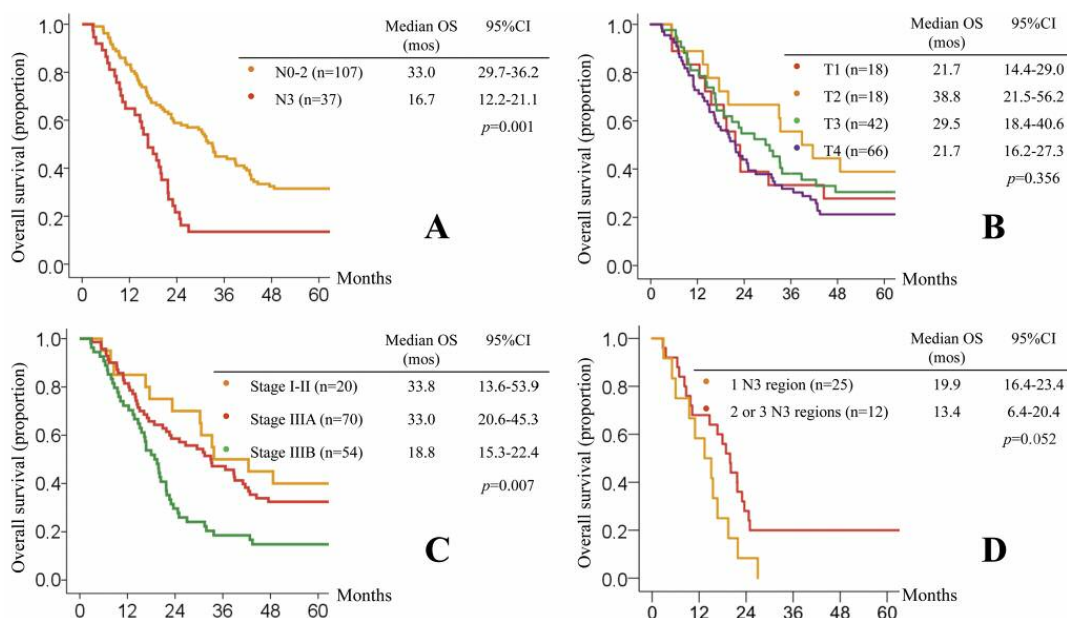 Median OS 95%CI
(mos)
N0-2 (n=107) 33.0 29.7-36.2
N3 (n=37) 16.7 12.2-21.1
p=0.001
Overall survival (proportion)
1.0
0.8
0.6
0.4
0.2
0.0
A
Months
0 12 24 36 48 60
Median OS 95%CI
(mos)
T1 (n=18) 21.7 14.4-29.0
T2 (n=18) 38.8 21.5-56.2
T3 (n=42) 29.5 18.4-40.6
T4 (n=66) 21.7 16.2-27.3
p=0.356
Overall survival (proportion)
1.0
0.8
0.6
0.4
0.2
0.0
B
Months
0 12 24 36 48 60
Median OS 95%CI
(mos)
Stage I-II (n=20) 33.8 13.6-53.9
Stage IIIA (n=70) 33.0 20.6-45.3
Stage IIIB (n=54) 18.8 15.3-22.4
p=0.007
Overall survival (proportion)
1.0
0.8
0.6
0.4
0.2
0.0
C
Months
0 12 24 36 48 60
Median OS 95%CI
(mos)
1 N3 region (n=25) 19.9 16.4-23.4
2 or 3 N3 regions (n=12) 13.4 6.4-20.4
p=0.052
Overall survival (proportion)
1.0
0.8
0.6
0.4
0.2
0.0
D
Months
0 12 24 36 48 60